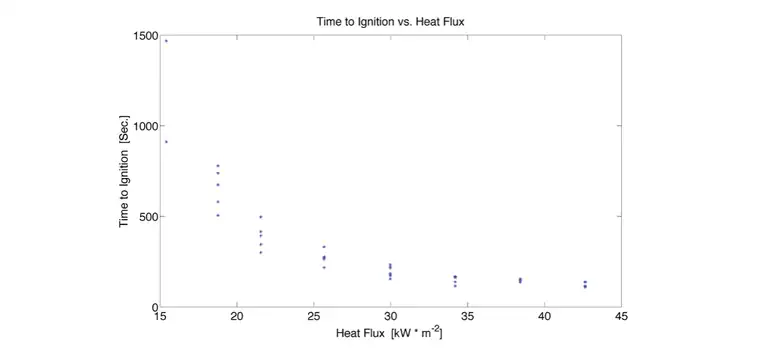 Time to Ignition vs. Heat Flux
1500
1000
500
0
Time to Ignition [Sec.]
15 20 25 30 35 40 45
Heat Flux [kW * m-2]